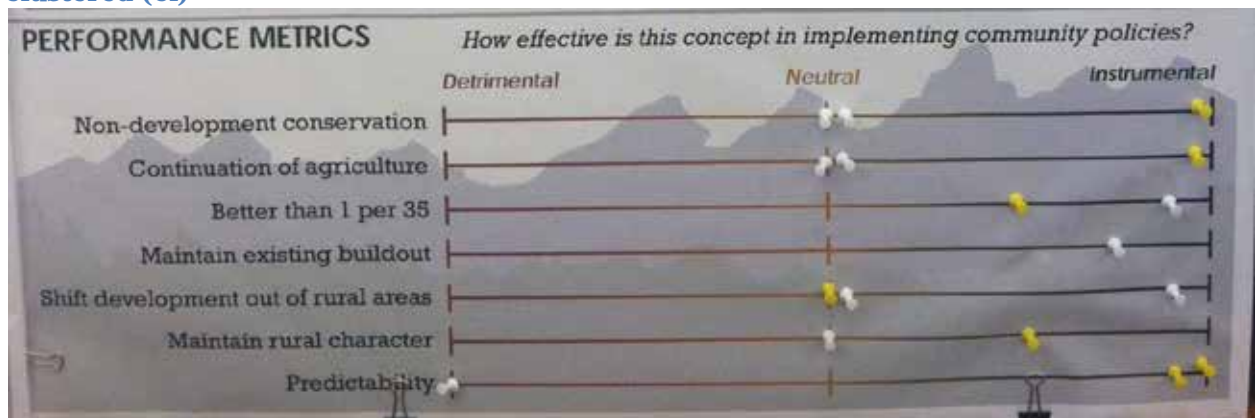 PERFORMANCE METRICS
How effective is this concept in implementing community policies?
Detrimental Neutral Instrumental
Non-development conservation
Continuation of agriculture
Better than 1 per 35
Maintain existing buildout
Shift development out of rural areas
Maintain rural character
Predictability